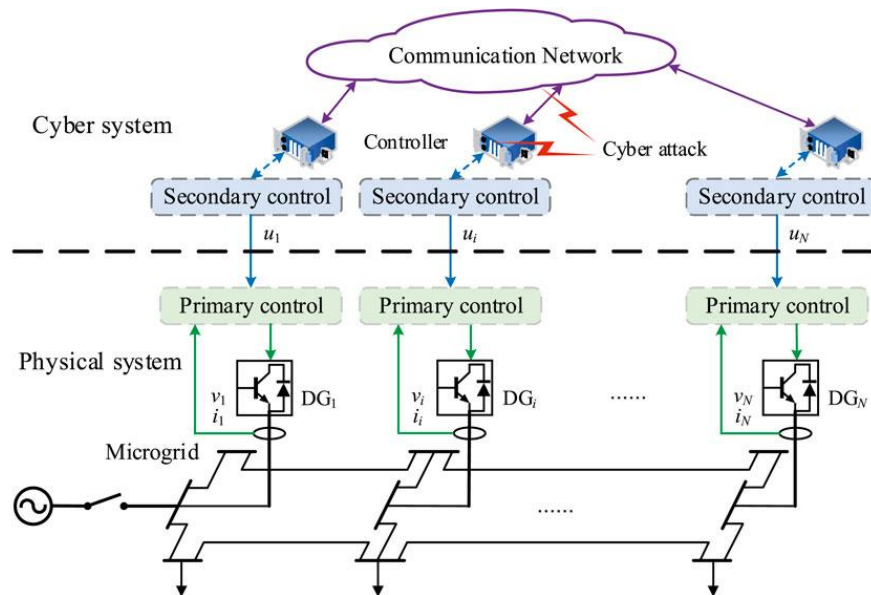 Communication Network
Cyber system
Controller
Cyber attack
Secondary control
Secondary control
Secondary control
u1
ui
uN
Primary control
Primary control
Primary control
Physical system
v1
i1
DG1
vi
ii
DGi
......
vN
iN
DGN
Microgrid
......